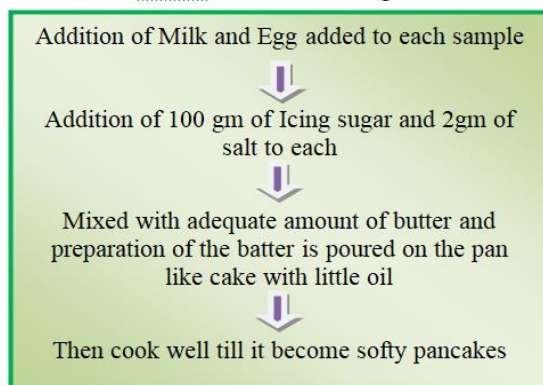 Addition of Milk and Egg added to each sample
Addition of 100 gm of Icing sugar and 2gm of
salt to each
Mixed with adequate amount of butter and
preparation of the batter is poured on the pan
like cake with little oil
Then cook well till it become softy pancakes